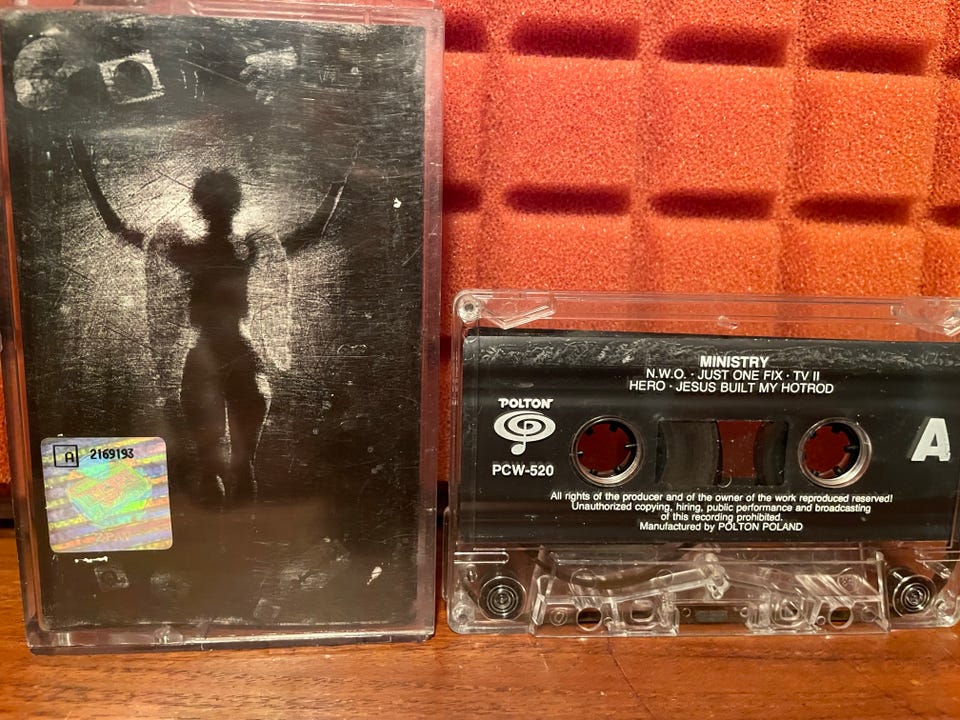 A 2169193
ZPAV
MINISTRY
N.W.O. · JUST ONE FIX · TV II
HERO · JESUS BUILT MY HOTROD
POLTON
PCW-520
A
All rights of the producer and of the owner of the work reproduced reserved!
Unauthorized copying, hiring, public performance and broadcasting
of this recording prohibited.
Manufactured by POLTON POLAND